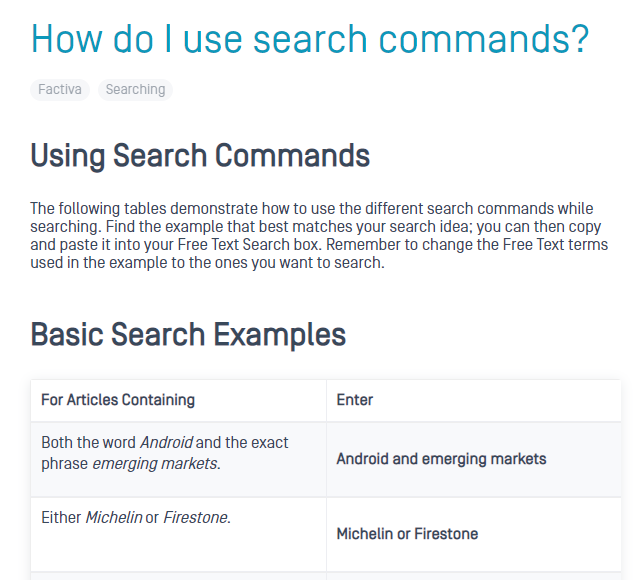 How do I use search commands?
Factiva Searching
Using Search Commands
The following tables demonstrate how to use the different search commands while
searching. Find the example that best matches your search idea; you can then copy
and paste it into your Free Text Search box. Remember to change the Free Text terms
used in the example to the ones you want to search.
Basic Search Examples
For Articles Containing Enter
Both the word Android and the exact
phrase emerging markets.
Android and emerging markets
Either Michelin or Firestone.
Michelin or Firestone